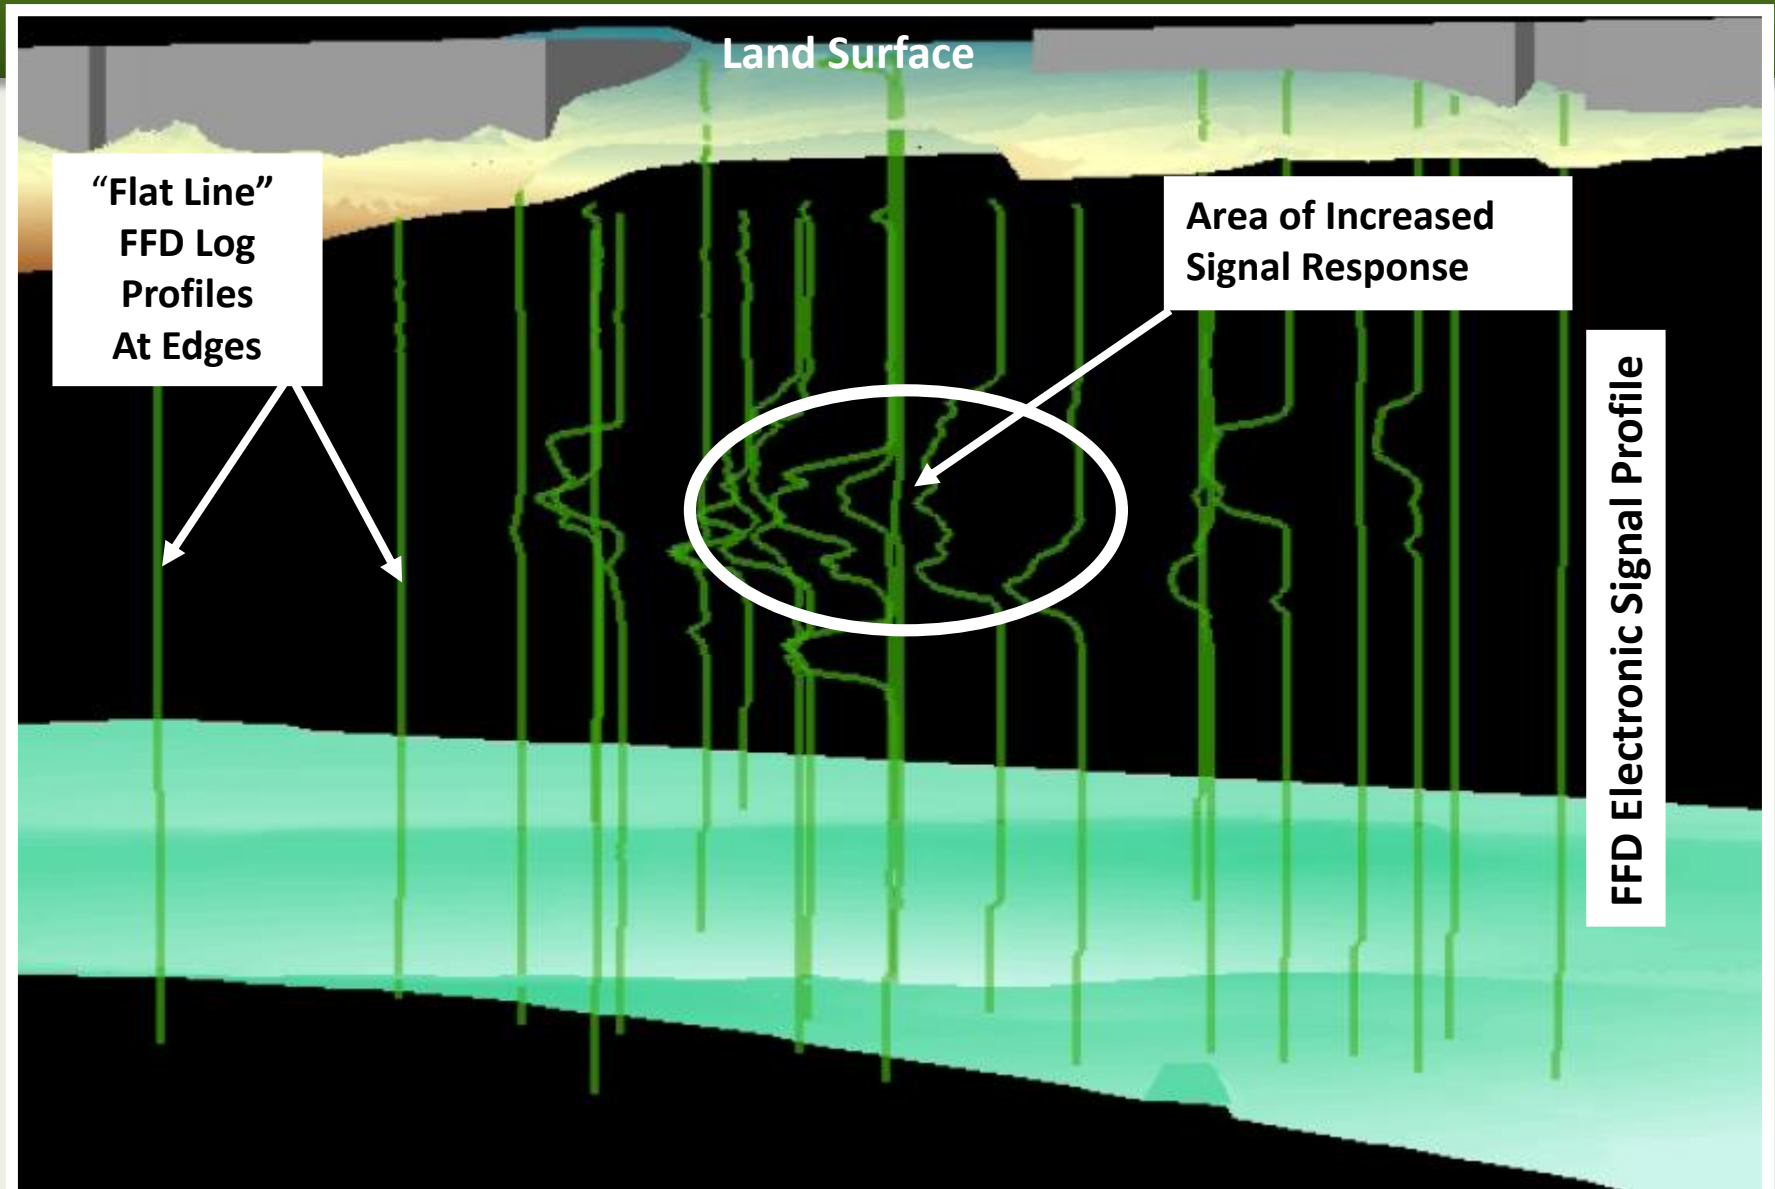 Land Surface
“Flat Line”
FFD Log
Profiles
At Edges
Area of Increased
Signal Response
FFD Electronic Signal Profile